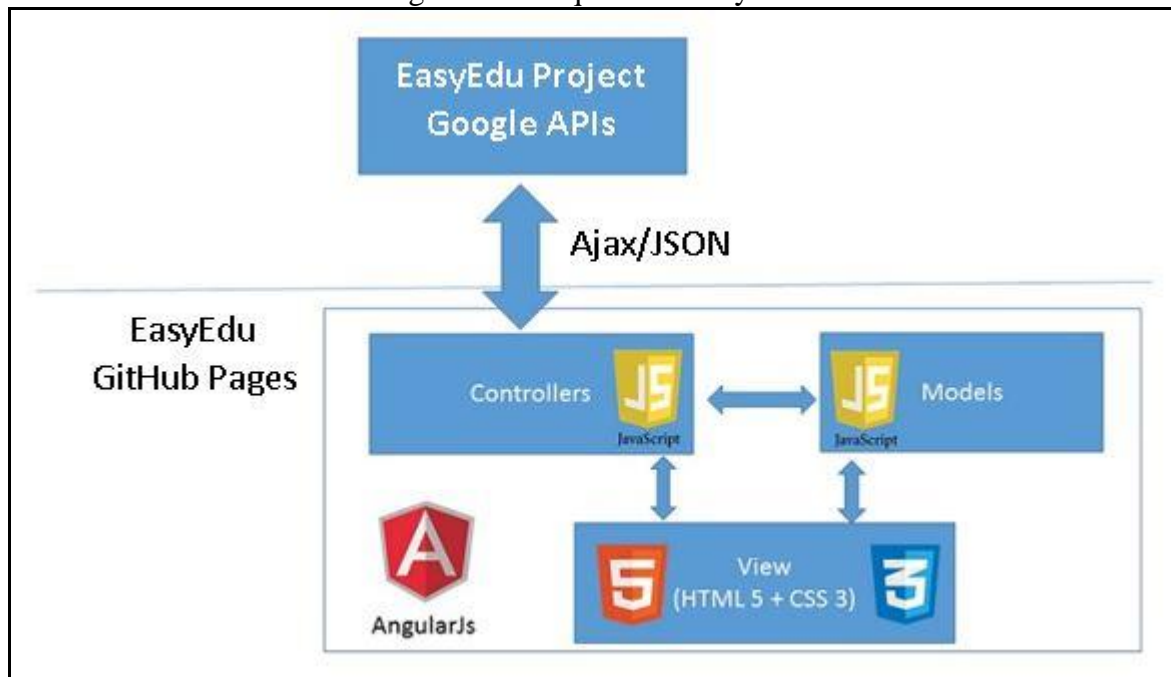 EasyEdu Project
Google APIs
Ajax/JSON
EasyEdu
GitHub Pages
Controllers
JS
JavaScript
JS
JavaScript
Models
A
AngularJs
5
View
(HTML 5 + CSS 3)
3